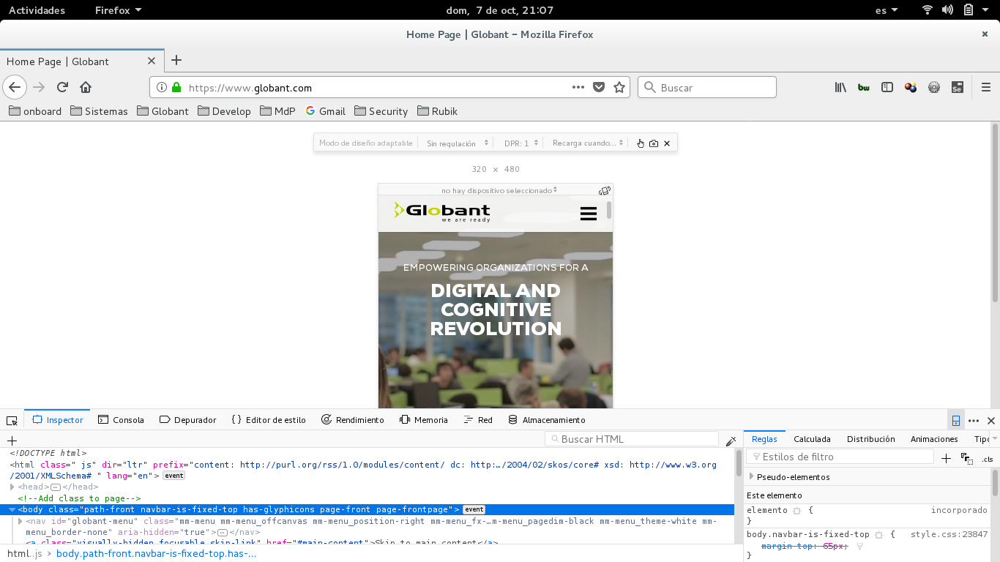 Actividades Firefox dom, 7 de oct, 21:07 es
Home Page | Globant – Mozilla Firefox
Home Page | Globant
https://www.globant.com Buscar bw Se
onboard Sistemas Globant Develop MdP Gmail Security Rubik
Modo de diseño adaptable Sin regulación DPR: 1 Recarga cuando...
320 × 480
no hay dispositivo seleccionado
Globant
we are ready
EMPOWERING ORGANIZATIONS FOR A
DIGITAL AND
COGNITIVE
REVOLUTION
Inspector Consola Depurador {} Editor de estilo Rendimiento Memoria Red Almacenamiento
+ Buscar HTML
<!DOCTYPE html>
<html class=" js" dir="ltr" prefix="content: http://purl.org/rss/1.0/modules/content/ dc: http:…/2004/02/skos/core# xsd: http://www.w3.org
/2001/XMLSchema# " lang="en"> event
<head>…</head>
<!--Add class to page-->
<body class="path-front navbar-is-fixed-top has-glyphicons page-front page-frontpage"> event
<nav id="globant-menu" class="mm-menu mm-menu_offcanvas mm-menu_position-right mm-menu_fx-…m-menu_pagedim-black mm-menu_theme-white mm-
menu_border-none" aria-hidden="true">…</nav>
<a class="visually-hidden focusable skip-link" href="#main-content">Skip to main content</a>
html..js > body.path-front.navbar-is-fixed-top.has-...
Reglas Calculada Distribución Animaciones Tipo
Estilos de filtro + .cls
Pseudo-elementos
Este elemento
elemento { incorporado
}
body.navbar-is-fixed-top { style.css:23847
margin-top: 65px;
}